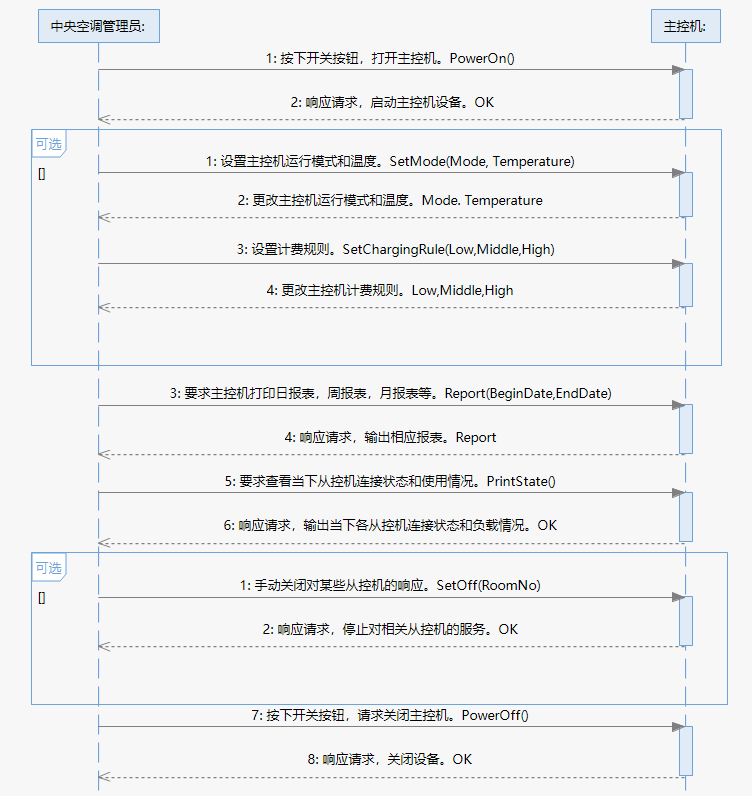 中央空调管理员:
主控机:
1: 按下开关按钮，打开主控机。PowerOn()
2: 响应请求，启动主控机设备。OK
可选
[]
1: 设置主控机运行模式和温度。SetMode(Mode, Temperature)
2: 更改主控机运行模式和温度。Mode. Temperature
3: 设置计费规则。SetChargingRule(Low,Middle,High)
4: 更改主控机计费规则。Low,Middle,High
3: 要求主控机打印日报表，周报表，月报表等。Report(BeginDate,EndDate)
4: 响应请求，输出相应报表。Report
5: 要求查看当下从控机连接状态和使用情况。PrintState()
6: 响应请求，输出当下各从控机连接状态和负载情况。OK
可选
[]
1: 手动关闭对某些从控机的响应。SetOff(RoomNo)
2: 响应请求，停止对相关从控机的服务。OK
7: 按下开关按钮，请求关闭主控机。PowerOff()
8: 响应请求，关闭设备。OK